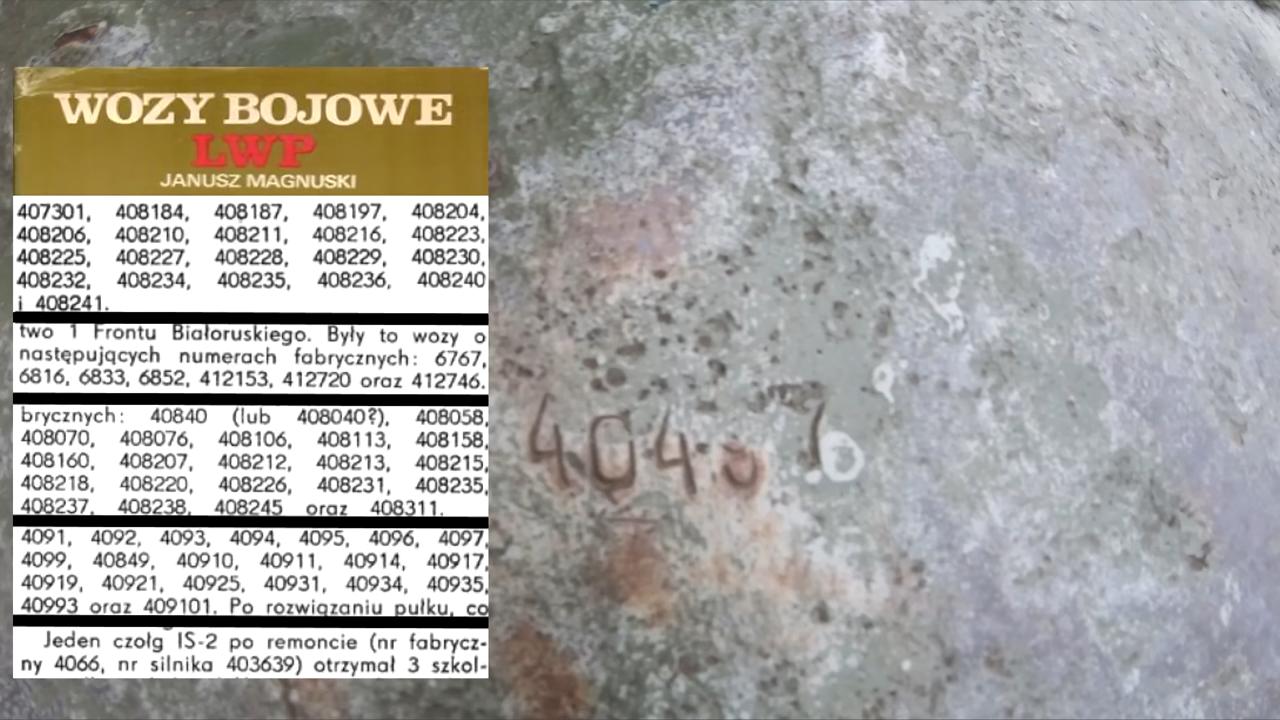 WOZY BOJOWE
LWP
JANUSZ MAGNUSKI
407301, 408184, 408187, 408197, 408204,
408206, 408210, 408211, 408216, 408223,
408225, 408227, 408228, 408229, 408230,
408232, 408234, 408235, 408236, 408240
i 408241.
two 1 Frontu Białoruskiego. Były to wozy o
następujących numerach fabrycznych: 6767,
6816, 6833, 6852, 412153, 412720 oraz 412746.
brycznych: 40840 (lub 408040?), 408058,
408070, 408076, 408106, 408113, 408158,
408160, 408207, 408212, 408213, 408215,
408218, 408220, 408226, 408231, 408235,
408237, 408238, 408245 oraz 408311.
4091, 4092, 4093, 4094, 4095, 4096, 4097,
4099, 40849, 40910, 40911, 40914, 40917,
40919, 40921, 40925, 40931, 40934, 40935,
40993 oraz 409101. Po rozwiązaniu pułku, co
Jeden czołg IS-2 po remoncie (nr fabrycz-
ny 4066, nr silnika 403639) otrzymał 3 szkol-